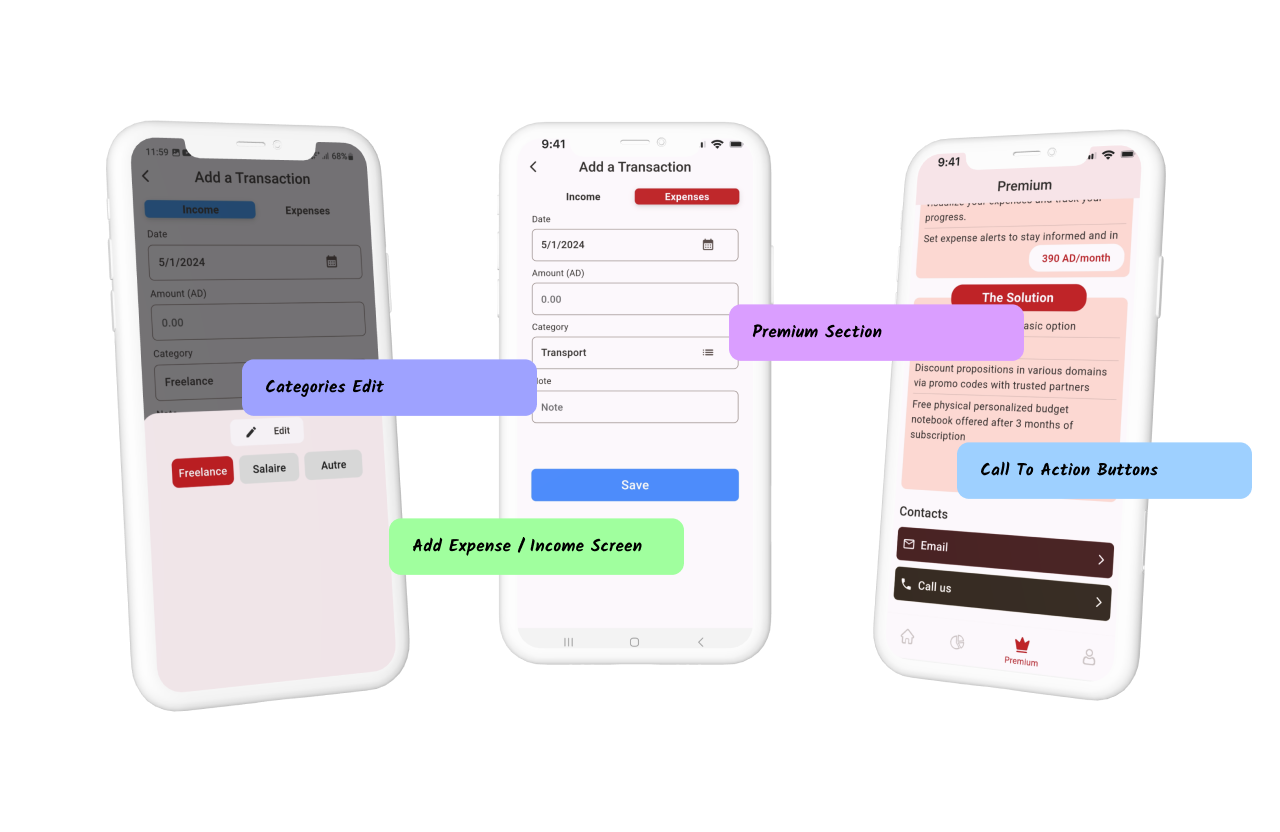 11:59
68%
Add a Transaction
Income
Expenses
Date
5/1/2024
Amount (AD)
0.00
Category
Freelance
Categories Edit
Edit
Freelance
Salaire
Autre
9:41
Add a Transaction
Income
Expenses
Date
5/1/2024
Amount (AD)
0.00
Category
Transport
Note
Save
Add Expense / Income Screen
Premium Section
9:41
Premium
visualize your expenses and track your
progress.
Set expense alerts to stay informed and in
390 AD/month
The Solution
option
Discount propositions in various domains
via promo codes with trusted partners
Free physical personalized budget
notebook offered after 3 months of
subscription
Call To Action Buttons
Contacts
Email
Call us
Premium